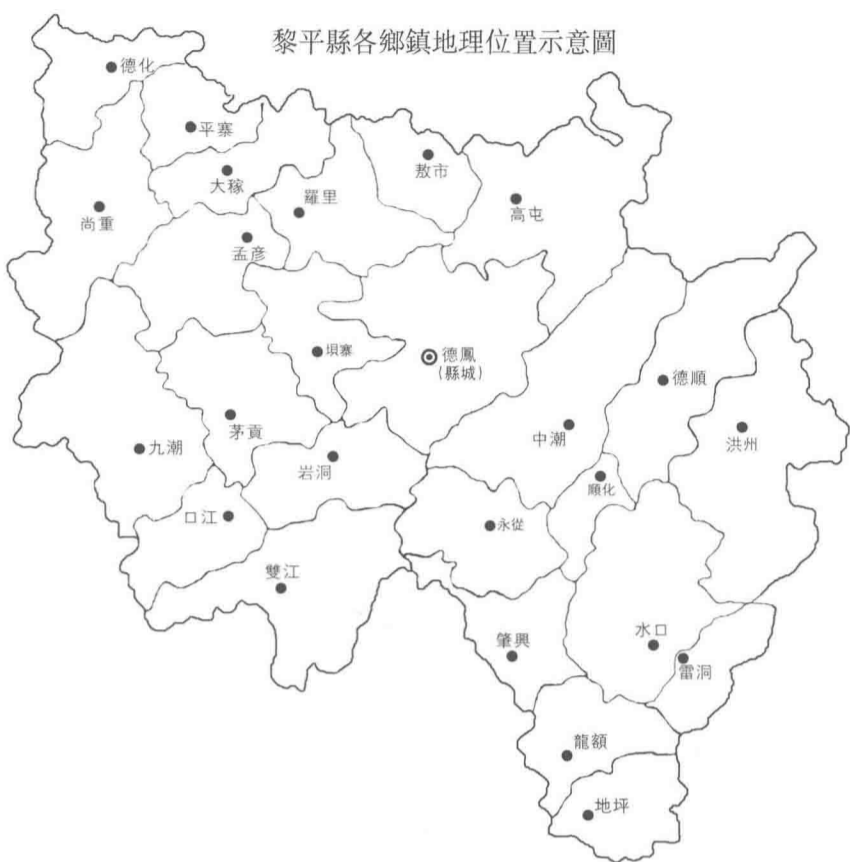 黎平縣各鄉鎮地理位置示意圖
德化
平寨
大稼
敖市
羅里
高屯
尚重
孟彥
垻寨
德鳳
(縣城)
德順
茅貢
中潮
洪州
九潮
岩洞
順化
口江
永從
雙江
肇興
水口
雷洞
龍額
地坪